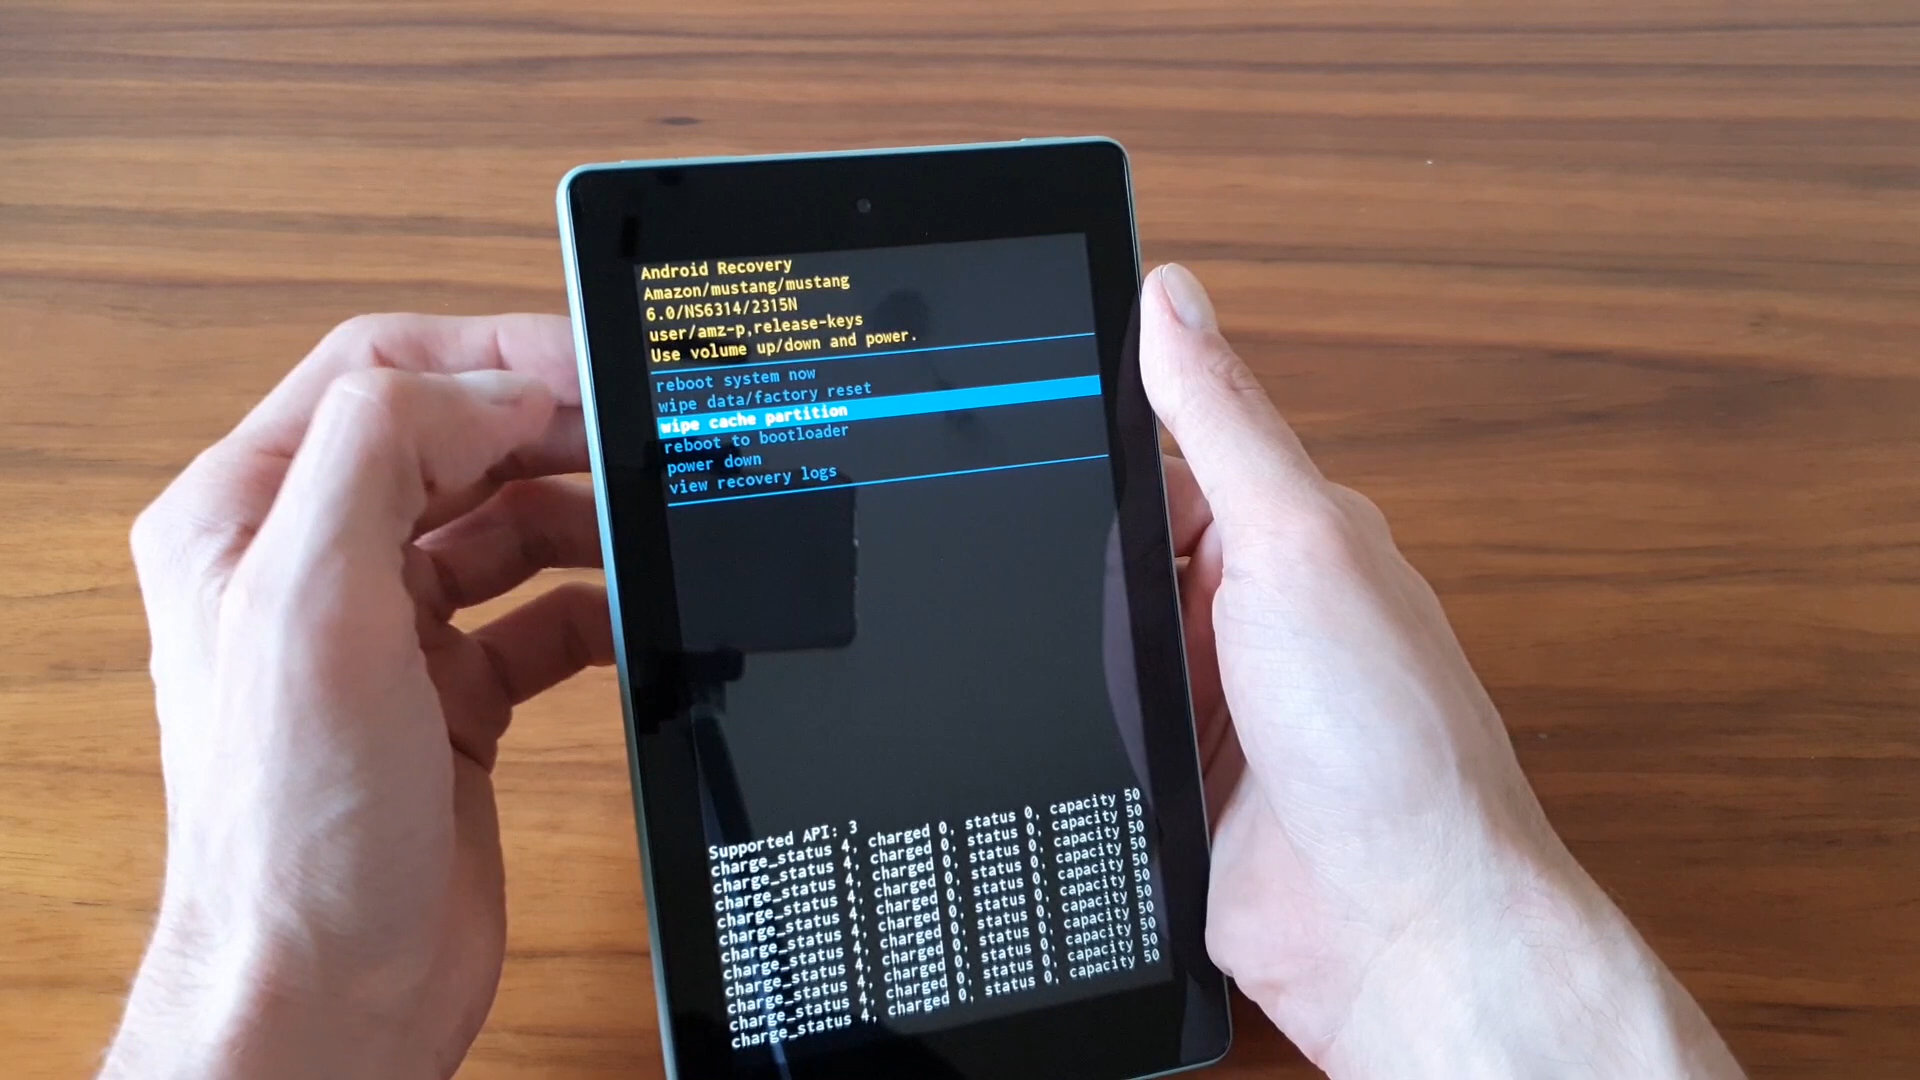 Android Recovery
Amazon/mustang/mustang
6.0/NS6314/2315N
user/amz-p,release-keys
Use volume up/down and power.
reboot system now
wipe data/factory reset
wipe cache partition
reboot to bootloader
power down
view recovery logs
Supported API: 3
charge_status 4, charged 0, status 0, capacity 50
charge_status 4, charged 0, status 0, capacity 50
charge_status 4, charged 0, status 0, capacity 50
charge_status 4, charged 0, status 0, capacity 50
charge_status 4, charged 0, status 0, capacity 50
charge_status 4, charged 0, status 0, capacity 50
charge_status 4, charged 0, status 0, capacity 50
charge_status 4, charged 0, status 0, capacity 50
charge_status 4, charged 0, status 0, capacity 50
charge_status 4, charged 0, status 0, capacity 50
charge_status 4, charged 0, status 0, capacity 50